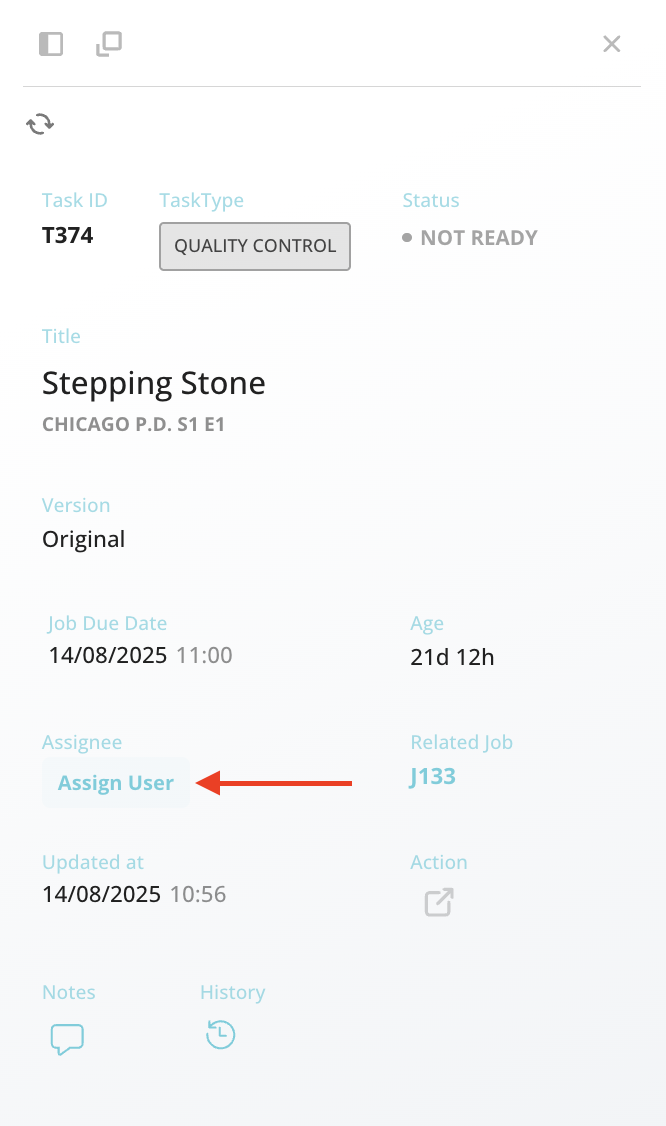 Task ID TaskType Status
T374 QUALITY CONTROL NOT READY
Title
Stepping Stone
CHICAGO P.D. S1 E1
Version
Original
Job Due Date Age
14/08/2025 11:00 21d 12h
Assignee Related Job
Assign User J133
Updated at Action
14/08/2025 10:56
Notes History